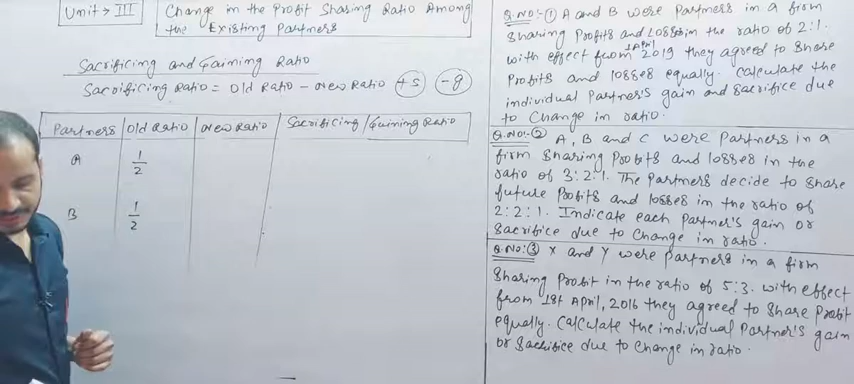 Unit → III
Change in the Profit Sharing Ratio Among
the Existing Partners
Sacrificing and Gaining Ratio
Sacrificing Ratio = Old Ratio - New Ratio +s -g
Partners Old Ratio New Ratio Sacrificing / Gaining Ratio
A 1/2
B 1/2
Q.No:-① A and B were Partners in a firm
Sharing Profits and Losses in the ratio of 2:1.
with effect from 1st April 2019 they agreed to Share
Profits and losses equally. Calculate the
individual Partner's gain and Sacrifice due
to Change in ratio.
Q.No:-② A, B and C were Partners in a
firm Sharing Profits and losses in the
ratio of 3:2:1. The Partners decide to Share
future Profits and losses in the ratio of
2:2:1. Indicate each Partner's gain or
Sacrifice due to Change in ratio.
Q.No:③ X and Y were Partners in a firm
Sharing Profit in the ratio of 5:3. with effect
from 1st April, 2016 they agreed to Share Profit
equally. Calculate the individual Partner's gain
or Sacrifice due to Change in ratio.